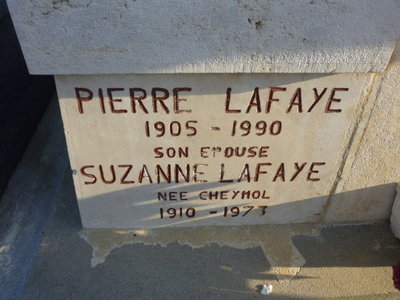 PIERRE LAFAYE
1905 - 1990
SON EPOUSE
SUZANNE LAFAYE
NEE CHEYMOL
1910 - 1973